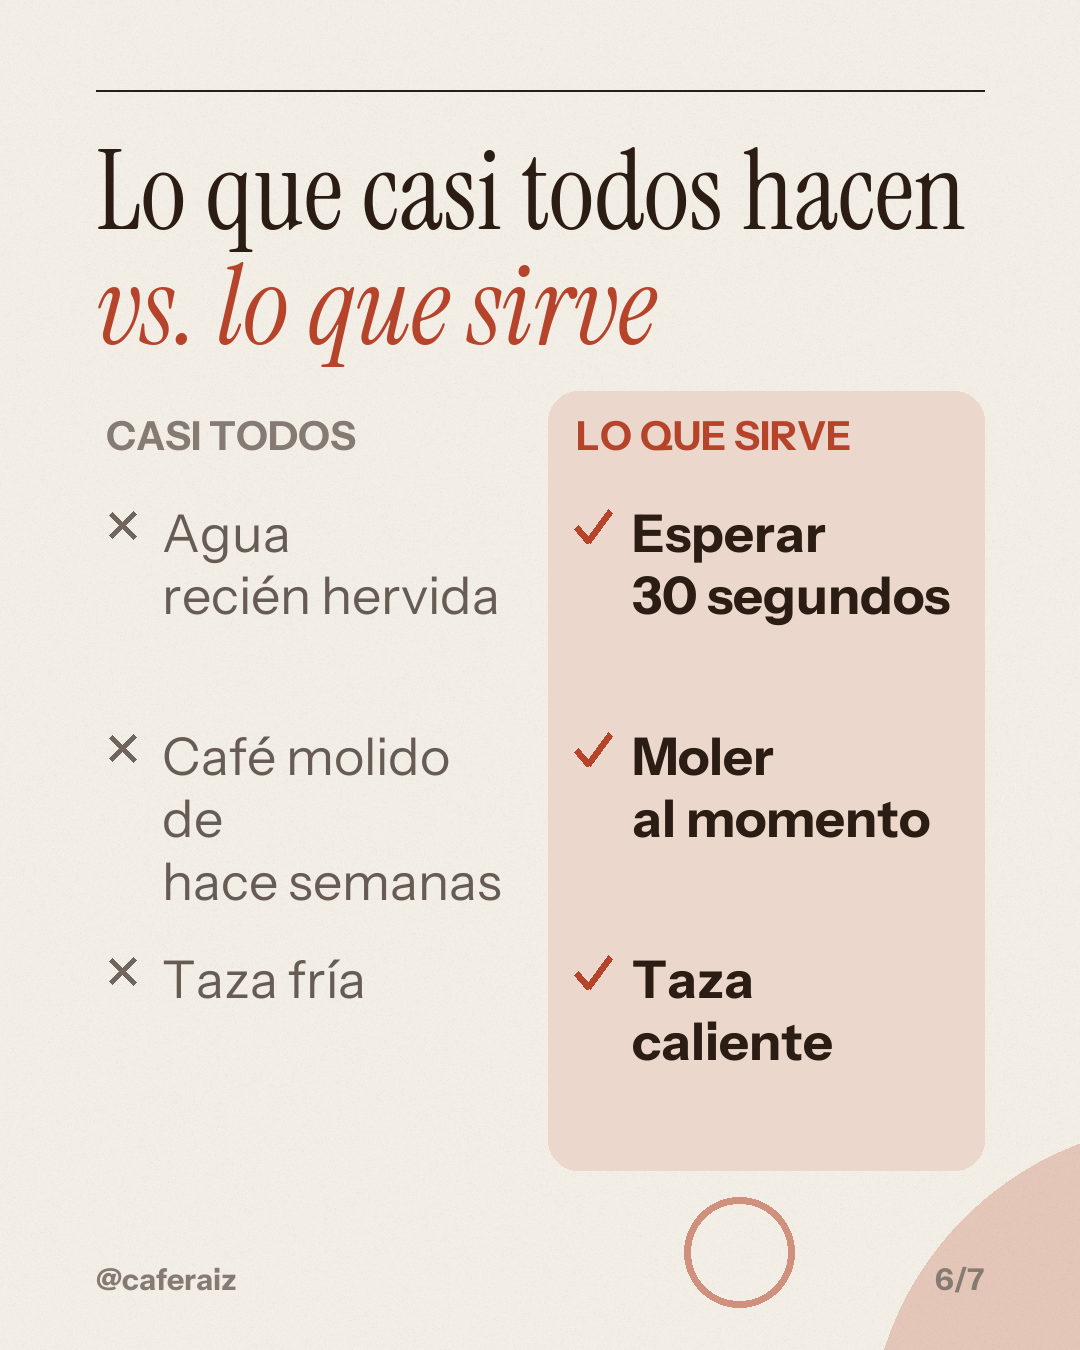 Lo que casi todos hacen
vs. lo que sirve
CASI TODOS
Agua
recién hervida
Café molido
de
hace semanas
Taza fría
LO QUE SIRVE
Esperar
30 segundos
Moler
al momento
Taza
caliente
@caferaiz
6/7